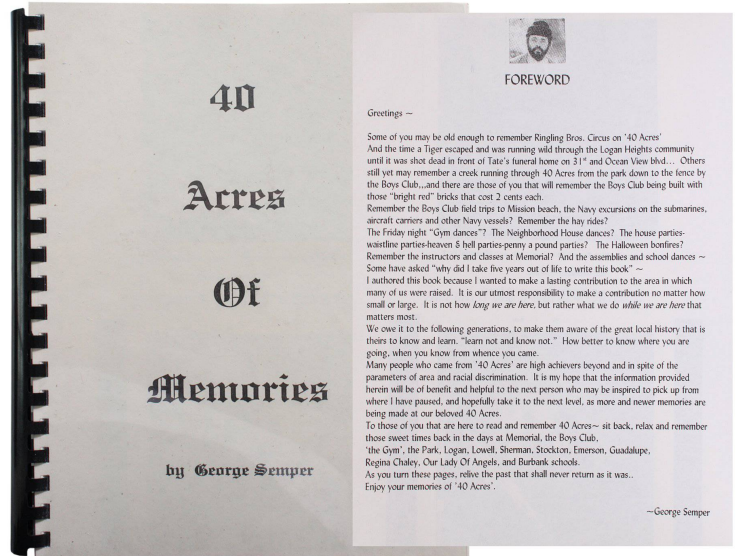 40
Acres
Of
Memories
by George Semper
FOREWORD
Greetings ~
Some of you may be old enough to remember Ringling Bros. Circus on '40 Acres'
And the time a Tiger escaped and was running wild through the Logan Heights community
until it was shot dead in front of Tate's funeral home on 31st and Ocean View blvd... Others
still yet may remember a creek running through 40 Acres from the park down to the fence by
the Boys Club,,,and there are those of you that will remember the Boys Club being built with
those "bright red" bricks that cost 2 cents each.
Remember the Boys Club field trips to Mission beach, the Navy excursions on the submarines,
aircraft carriers and other Navy vessels? Remember the hay rides?
The Friday night "Gym dances"? The Neighborhood House dances? The house parties-
waistline parties-heaven & hell parties-penny a pound parties? The Halloween bonfires?
Remember the instructors and classes at Memorial? And the assemblies and school dances ~
Some have asked "why did I take five years out of life to write this book" ~
I authored this book because I wanted to make a lasting contribution to the area in which
many of us were raised. It is our utmost responsibility to make a contribution no matter how
small or large. It is not how long we are here, but rather what we do while we are here that
matters most.
We owe it to the following generations, to make them aware of the great local history that is
theirs to know and learn. "learn not and know not." How better to know where you are
going, when you know from whence you came.
Many people who came from '40 Acres' are high achievers beyond and in spite of the
parameters of area and racial discrimination. It is my hope that the information provided
herein will be of benefit and helpful to the next person who may be inspired to pick up from
where I have paused, and hopefully take it to the next level, as more and newer memories are
being made at our beloved 40 Acres.
To those of you that are here to read and remember 40 Acres~ sit back, relax and remember
those sweet times back in the days at Memorial, the Boys Club,
'the Gym', the Park, Logan, Lowell, Sherman, Stockton, Emerson, Guadalupe,
Regina Chaley, Our Lady Of Angels, and Burbank schools.
As you turn these pages, relive the past that shall never return as it was..
Enjoy your memories of '40 Acres'.
~George Semper